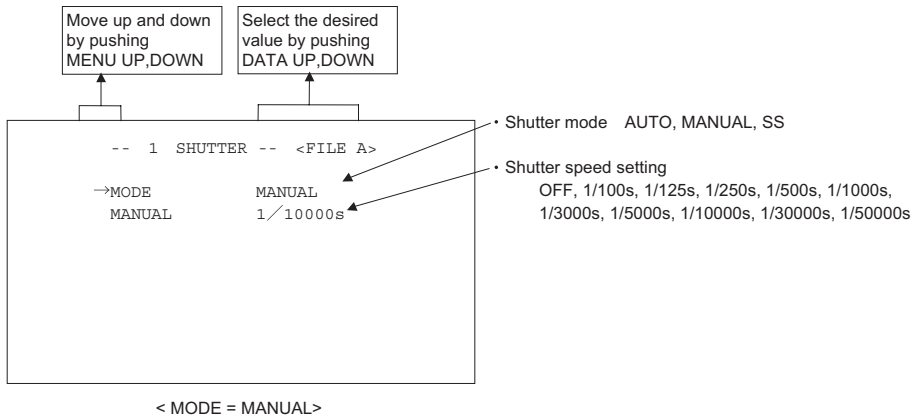 Move up and down
by pushing
MENU UP,DOWN
Select the desired
value by pushing
DATA UP,DOWN
-- 1 SHUTTER -- <FILE A>
→MODE MANUAL
MANUAL 1／10000s
・Shutter mode AUTO, MANUAL, SS
・Shutter speed setting
OFF, 1/100s, 1/125s, 1/250s, 1/500s, 1/1000s,
1/3000s, 1/5000s, 1/10000s, 1/30000s, 1/50000s
< MODE = MANUAL>